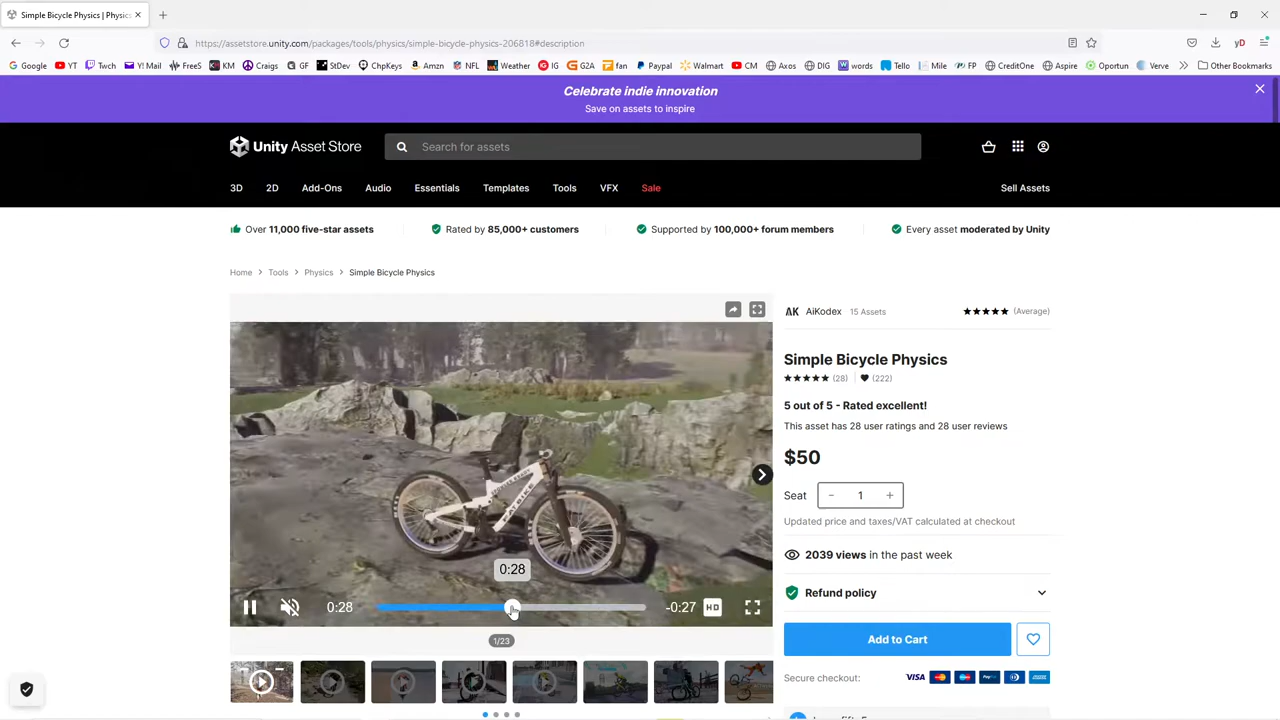 Simple Bicycle Physics | Physics
https://assetstore.unity.com/packages/tools/physics/simple-bicycle-physics-206818#description
Google YT Twch Y! Mail FreeS KM Craigs GF StDev ChpKeys Amzn NFL Weather IG G2A fan Paypal Walmart CM Axos DIG words Tello Mile FP CreditOne Aspire Oportun Verve Other Bookmarks
Celebrate indie innovation
Save on assets to inspire
Unity Asset Store Search for assets
3D 2D Add-Ons Audio Essentials Templates Tools VFX Sale Sell Assets
Over 11,000 five-star assets Rated by 85,000+ customers Supported by 100,000+ forum members Every asset moderated by Unity
Home > Tools > Physics > Simple Bicycle Physics
AK AiKodex 15 Assets ★★★★★ (Average)
Simple Bicycle Physics
★★★★★ (28) (222)
5 out of 5 - Rated excellent!
This asset has 28 user ratings and 28 user reviews
$50
Seat - 1 +
Updated price and taxes/VAT calculated at checkout
2039 views in the past week
0:28
Refund policy
0:28 -0:27 HD
Add to Cart
1/23
Secure checkout: VISA PayPal